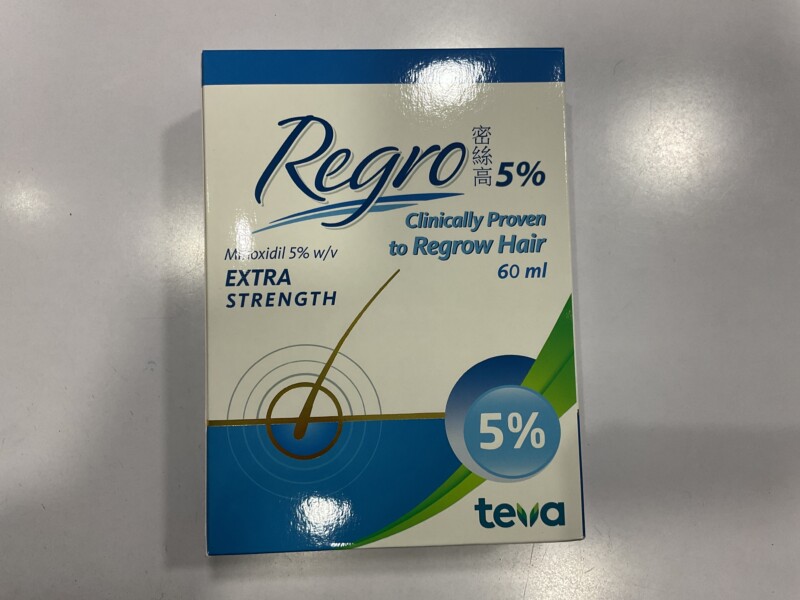 Regro 密絲高 5%
Clinically Proven
to Regrow Hair
60 ml
Minoxidil 5% w/v
EXTRA
STRENGTH
5%
teva